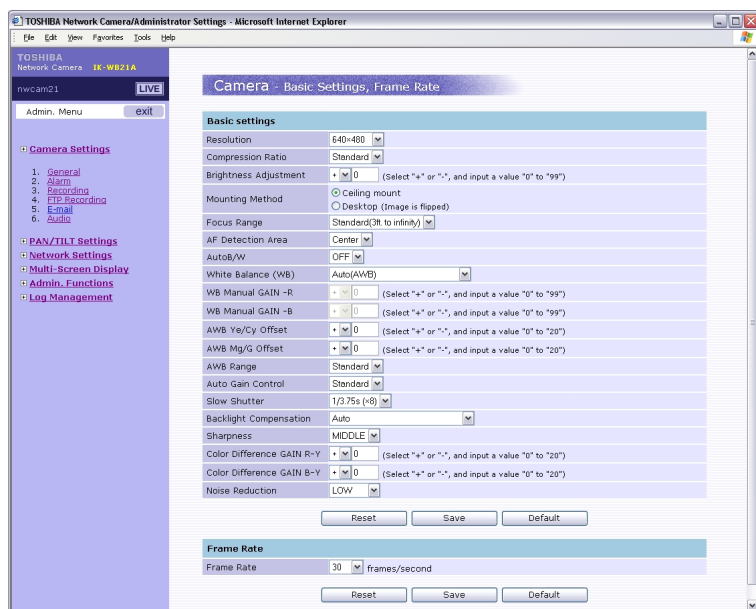 TOSHIBA Network Camera/Administrator Settings - Microsoft Internet Explorer
File Edit View Favorites Tools Help
TOSHIBA
Network Camera IK-WB21A
nwcam21 LIVE
Admin. Menu exit
Camera Settings
1. General
2. Alarm
3. Recording
4. FTP Recording
5. E-mail
6. Audio
PAN/TILT Settings
Network Settings
Multi-Screen Display
Admin. Functions
Log Management
Camera - Basic Settings, Frame Rate
Basic settings
Resolution 640×480
Compression Ratio Standard
Brightness Adjustment + 0 (Select "+" or "-", and input a value "0" to "99")
Mounting Method Ceiling mount
Desktop (Image is flipped)
Focus Range Standard(3ft. to infinity)
AF Detection Area Center
AutoB/W OFF
White Balance (WB) Auto(AWB)
WB Manual GAIN -R + 0 (Select "+" or "-", and input a value "0" to "99")
WB Manual GAIN -B + 0 (Select "+" or "-", and input a value "0" to "99")
AWB Ye/Cy Offset + 0 (Select "+" or "-", and input a value "0" to "20")
AWB Mg/G Offset + 0 (Select "+" or "-", and input a value "0" to "20")
AWB Range Standard
Auto Gain Control Standard
Slow Shutter 1/3.75s (×8)
Backlight Compensation Auto
Sharpness MIDDLE
Color Difference GAIN R-Y + 0 (Select "+" or "-", and input a value "0" to "20")
Color Difference GAIN B-Y + 0 (Select "+" or "-", and input a value "0" to "20")
Noise Reduction LOW
Reset Save Default
Frame Rate
Frame Rate 30 frames/second
Reset Save Default